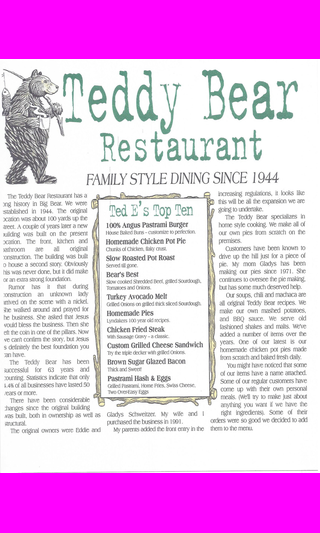 Teddy Bear
Restaurant
FAMILY STYLE DINING SINCE 1944
The Teddy Bear Restaurant has a
long history in Big Bear. We were
established in 1944. The original
location was about 100 yards up the
street. A couple of years later a new
building was built on the present
location. The front, kitchen and
bathroom are all original
construction. The building was built
to house a second story. Obviously
this was never done, but it did make
for an extra strong foundation.
Rumor has it that during
construction an unknown lady
arrived on the scene with a nickel.
She walked around and prayed for
the business. She asked that Jesus
would bless the business. Then she
left the coin in one of the pillars. Now
we can't confirm the story, but Jesus
is definitely the best foundation you
can have.
The Teddy Bear has been
successful for 63 years and
counting. Statistics indicate that only
1.4% of all businesses have lasted 50
years or more.
There have been considerable
changes since the original building
was built, both in ownership as well as
structural.
The original owners were Eddie and
Ted E's Top Ten
100% Angus Pastrami Burger
House Baked Buns - customize to perfection.
Homemade Chicken Pot Pie
Chunks of Chicken, flaky crust.
Slow Roasted Pot Roast
Served til gone.
Bear's Best
Slow cooked Shredded Beef, grilled Sourdough,
Tomatoes and Onions.
Turkey Avocado Melt
Grilled Onions on grilled thick sliced Sourdough.
Homemade Pies
Lyndalee's 100 year old recipes.
Chicken Fried Steak
With Sausage Gravy - a classic.
Custom Grilled Cheese Sandwich
Try the triple decker with grilled Onions.
Brown Sugar Glazed Bacon
Thick and Sweet!
Pastrami Hash & Eggs
Grilled Pastrami, Home Fries, Swiss Cheese,
Two Over-Easy Eggs
Gladys Schweitzer. My wife and I
purchased the business in 1991.
My parents added the front entry in the
increasing regulations, it looks like
this will be all the expansion we are
going to undertake.
The Teddy Bear specializes in
home style cooking. We make all of
our own pies from scratch on the
premises.
Customers have been known to
drive up the hill just for a piece of
pie. My mom Gladys has been
making our pies since 1971. She
continues to oversee the pie making,
but has some much deserved help.
Our soups, chili and machaca are
all original Teddy Bear recipes. We
make our own mashed potatoes,
and BBQ sauce. We serve old
fashioned shakes and malts. We've
added a number of items over the
years. One of our latest is our
homemade chicken pot pies made
from scratch and baked fresh daily.
You might have noticed that some
of our items have a name attached.
Some of our regular customers have
come up with their own personal
meals. (We'll try to make just about
anything you want if we have the
right ingredients). Some of their
orders were so good we decided to add
them to the menu.